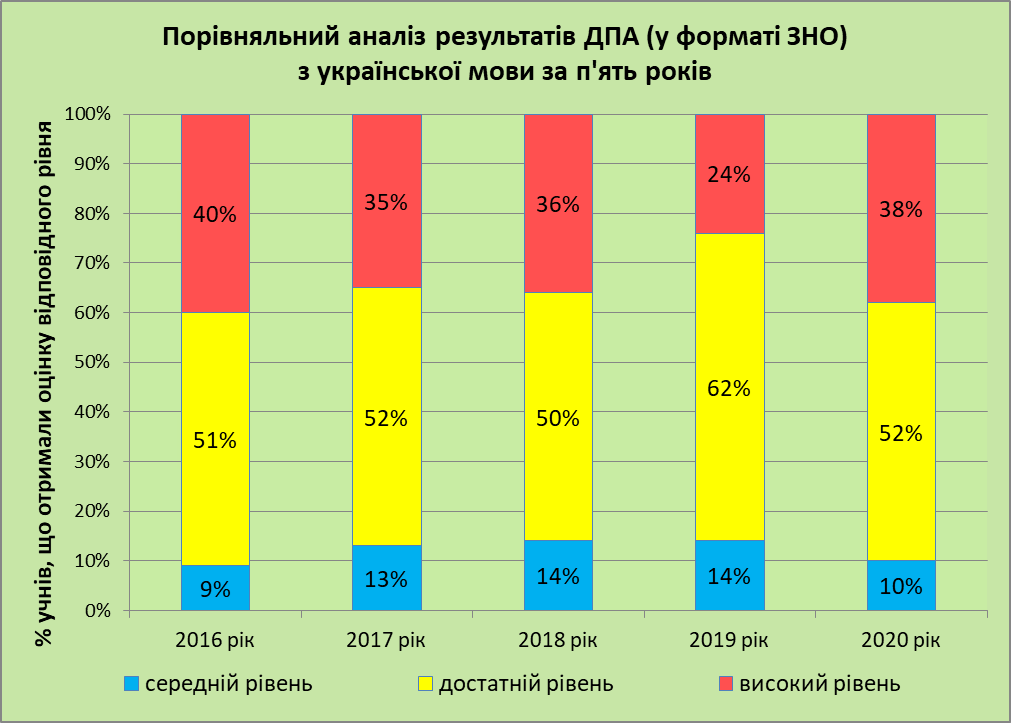 Порівняльний аналіз результатів ДПА (у форматі ЗНО)
з української мови за п'ять років
% учнів, що отримали оцінку відповідного рівня
100%
90%
80%
70%
60%
50%
40%
30%
20%
10%
0%
40%
35%
36%
24%
38%
51%
52%
50%
62%
52%
9%
13%
14%
14%
10%
2016 рік
2017 рік
2018 рік
2019 рік
2020 рік
середній рівень
достатній рівень
високий рівень